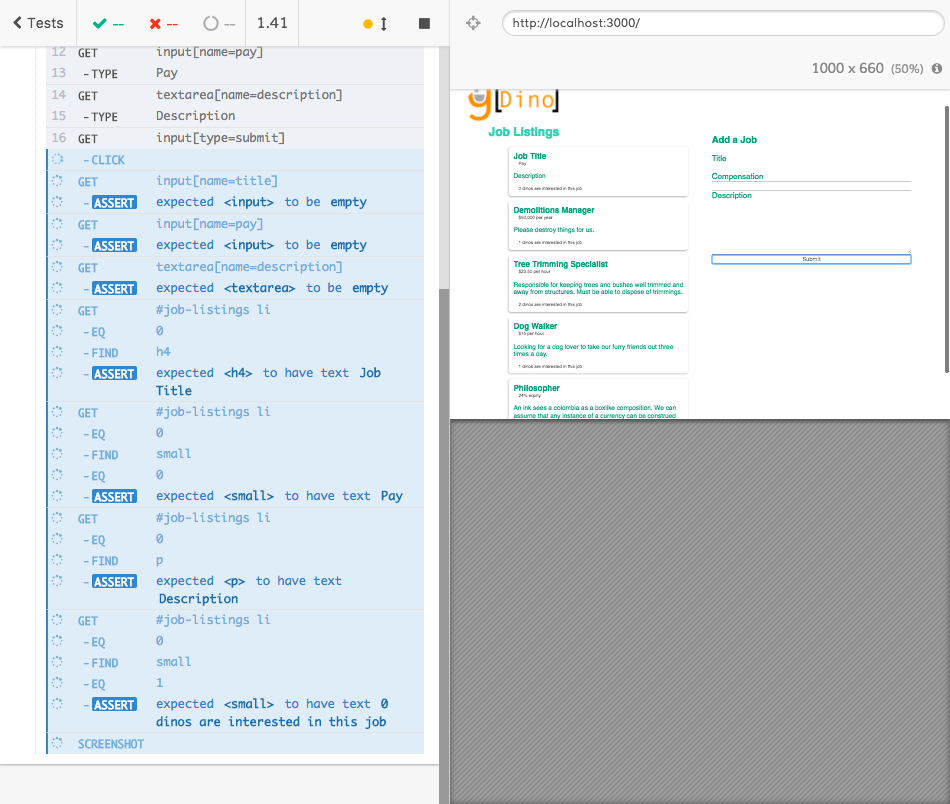 Tests
--
--
--
1.41
12 GET input[name=pay]
13 -TYPE Pay
14 GET textarea[name=description]
15 -TYPE Description
16 GET input[type=submit]
-CLICK
GET input[name=title]
-ASSERT expected <input> to be empty
GET input[name=pay]
-ASSERT expected <input> to be empty
GET textarea[name=description]
-ASSERT expected <textarea> to be empty
GET #job-listings li
-EQ 0
-FIND h4
-ASSERT expected <h4> to have text Job
Title
GET #job-listings li
-EQ 0
-FIND small
-EQ 0
-ASSERT expected <small> to have text Pay
GET #job-listings li
-EQ 0
-FIND p
-ASSERT expected <p> to have text
Description
GET #job-listings li
-EQ 0
-FIND small
-EQ 1
-ASSERT expected <small> to have text 0
dinos are interested in this job
SCREENSHOT
http://localhost:3000/
1000 x 660 (50%)
g[Dino]
Job Listings
Job Title
Pay
Description
2 dinos are interested in this job
Demolitions Manager
$50,000 per year
Please destroy things for us.
1 dinos are interested in this job
Tree Trimming Specialist
$23.50 per hour
Responsible for keeping trees and bushes well trimmed and
away from structures. Must be able to dispose of trimmings.
2 dinos are interested in this job
Dog Walker
$15 per hour
Looking for a dog lover to take our furry friends out three
times a day.
1 dinos are interested in this job
Philosopher
24% equity
An ink sees a colombia as a boxlike composition. We can
assume that any instance of a currency can be construed
Add a Job
Title
Compensation
Description
Submit